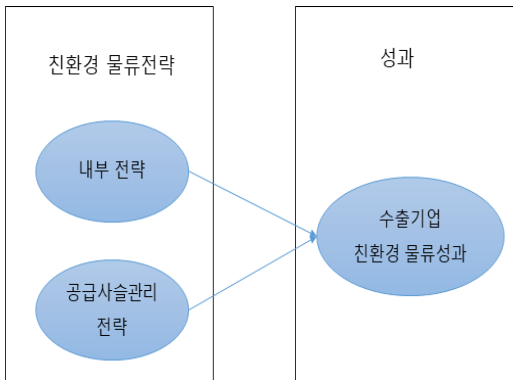 친환경 물류전략
내부 전략
공급사슬관리
전략
성과
수출기업
친환경 물류성과